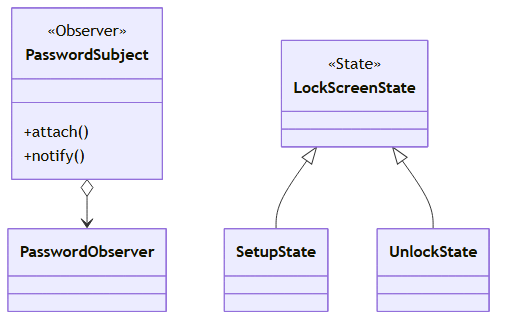 «Observer»
PasswordSubject
+attach()
+notify()
PasswordObserver
«State»
LockScreenState
SetupState
UnlockState